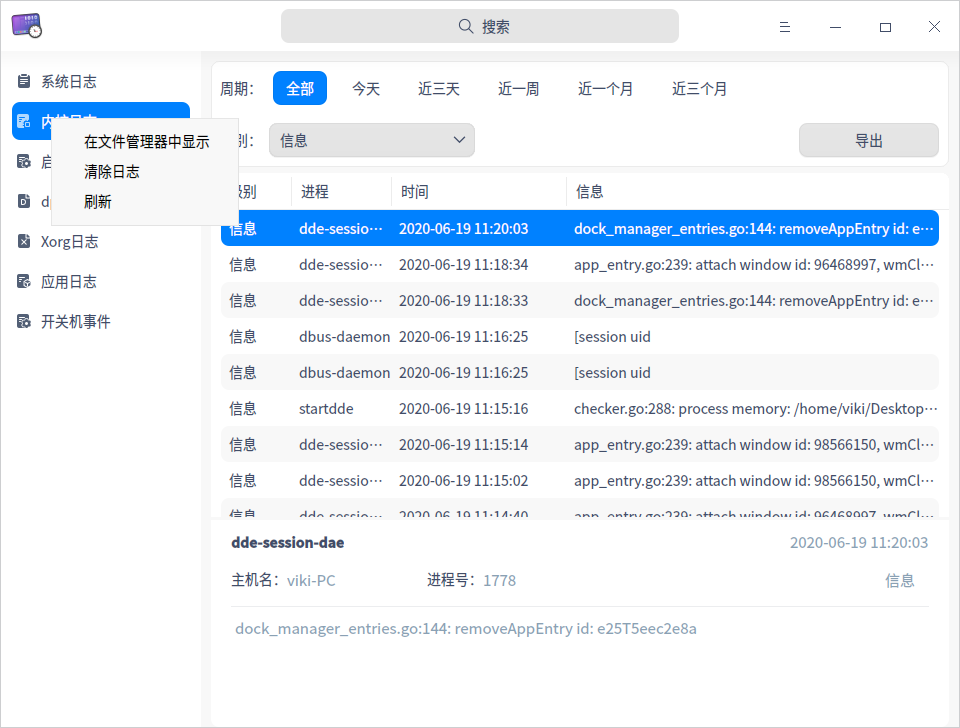 搜索
系统日志
内核日志
启
dp
Xorg日志
应用日志
开关机事件
在文件管理器中显示
清除日志
刷新
周期： 全部 今天 近三天 近一周 近一个月 近三个月
别： 信息 导出
级别 进程 时间 信息
信息 dde-sessio··· 2020-06-19 11:20:03 dock_manager_entries.go:144: removeAppEntry id: e···
信息 dde-sessio··· 2020-06-19 11:18:34 app_entry.go:239: attach window id: 96468997, wmCl···
信息 dde-sessio··· 2020-06-19 11:18:33 dock_manager_entries.go:144: removeAppEntry id: e···
信息 dbus-daemon 2020-06-19 11:16:25 [session uid
信息 dbus-daemon 2020-06-19 11:16:25 [session uid
信息 startdde 2020-06-19 11:15:16 checker.go:288: process memory: /home/viki/Desktop···
信息 dde-sessio··· 2020-06-19 11:15:14 app_entry.go:239: attach window id: 98566150, wmCl···
信息 dde-sessio··· 2020-06-19 11:15:02 app_entry.go:239: attach window id: 98566150, wmCl···
信息 dde-sessio··· 2020-06-19 11:14:40 app_entry.go:239: attach window id: 96468997, wmCl···
dde-session-dae 2020-06-19 11:20:03
主机名： viki-PC 进程号： 1778 信息
dock_manager_entries.go:144: removeAppEntry id: e25T5eec2e8a